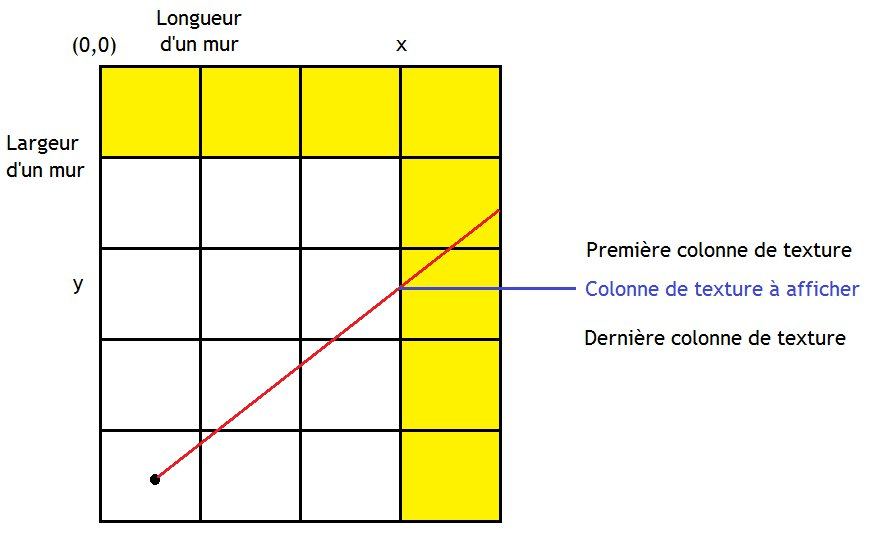 Longueur
d'un mur
(0,0)
x
Largeur
d'un mur
y
Première colonne de texture
Colonne de texture à afficher
Dernière colonne de texture